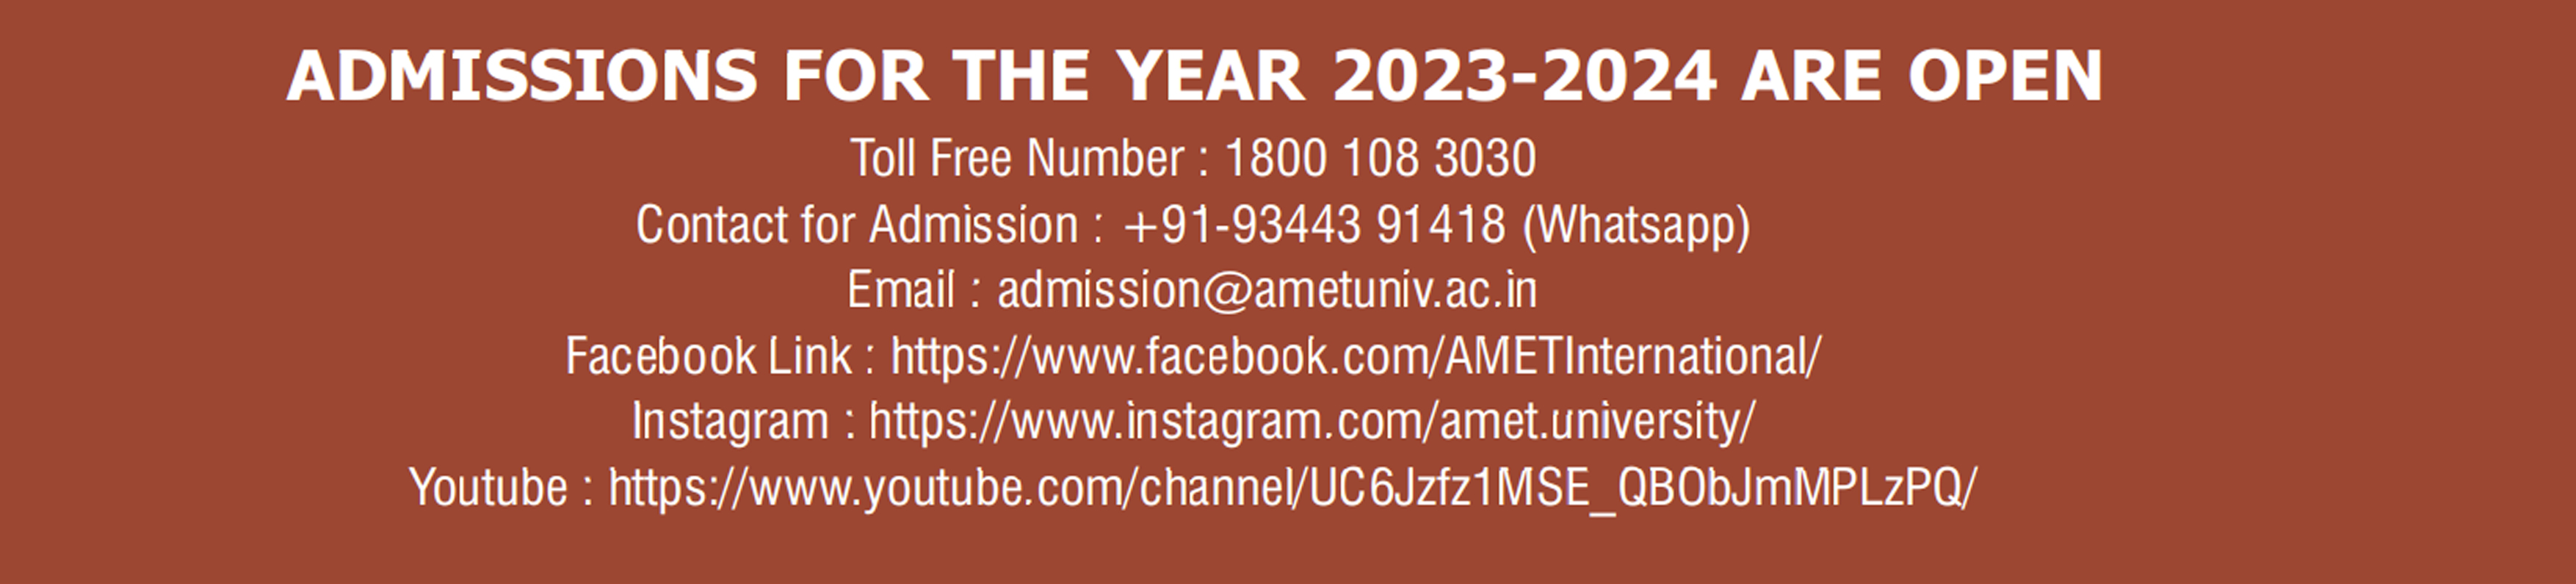 ADMISSIONS FOR THE YEAR 2023-2024 ARE OPEN
Toll Free Number : 1800 108 3030
Contact for Admission : +91-93443 91418 (Whatsapp)
Email : admission@ametuniv.ac.in
Facebook Link : https://www.facebook.com/AMETInternational/
Instagram : https://www.instagram.com/amet.university/
Youtube : https://www.youtube.com/channel/UC6Jzfz1MSE_QBObJmMPLzPQ/